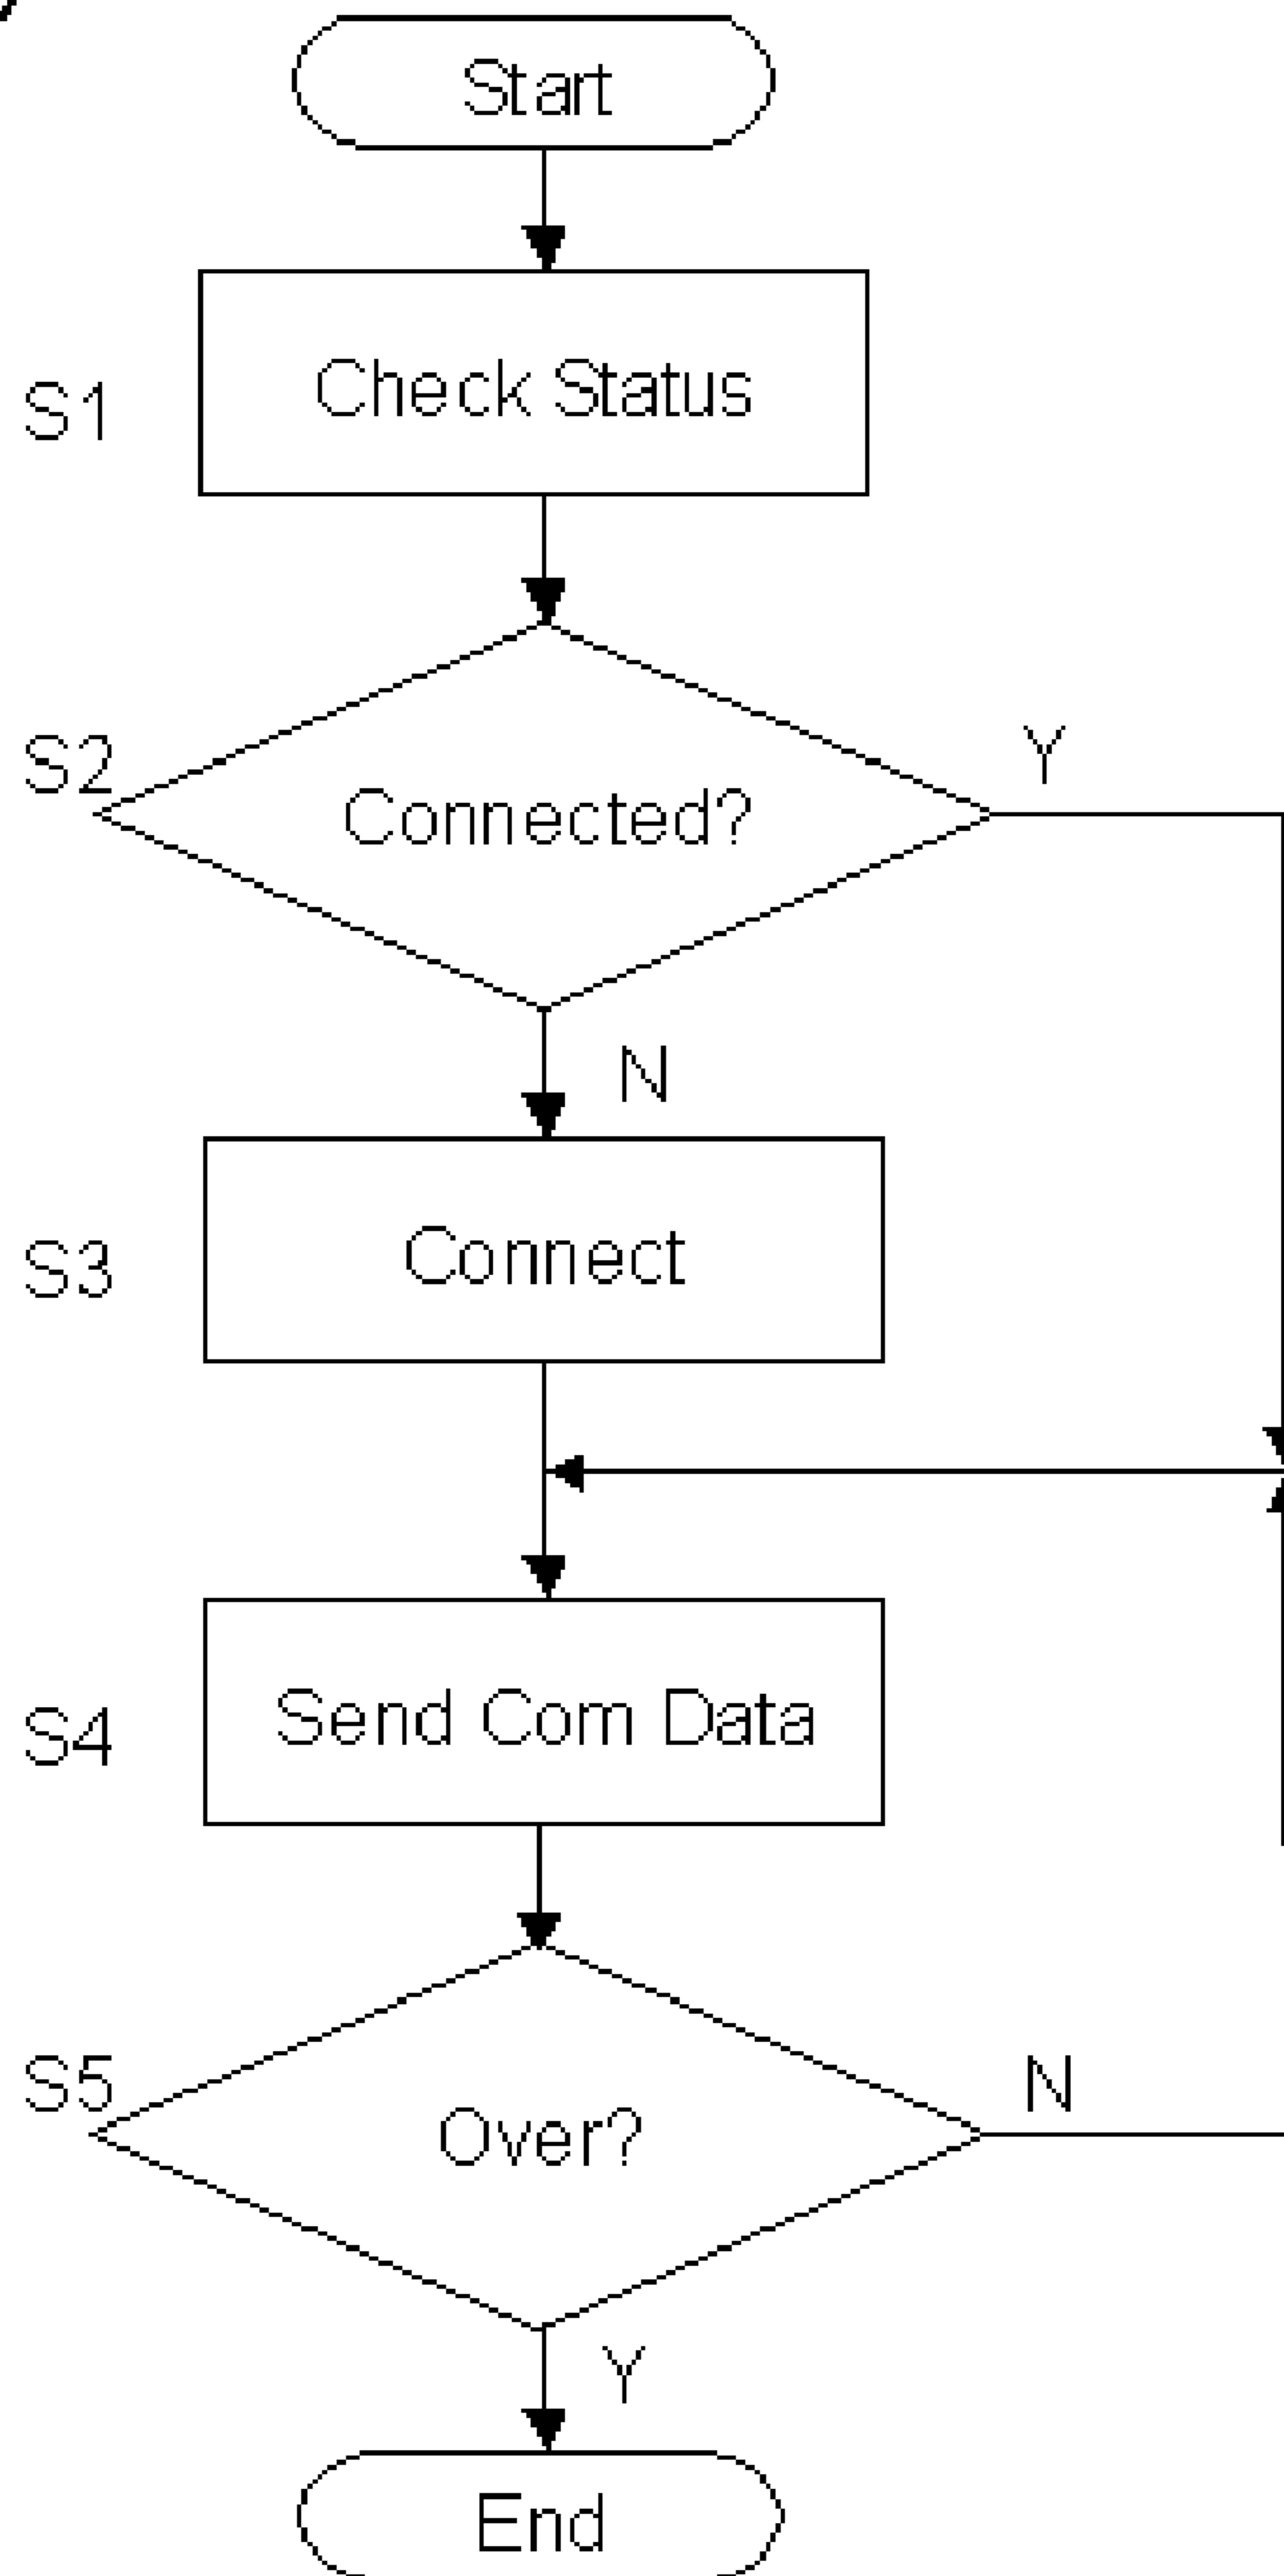 Start
S1
Check Status
S2
Connected?
Y
N
S3
Connect
S4
Send Com Data
S5
Over?
N
Y
End